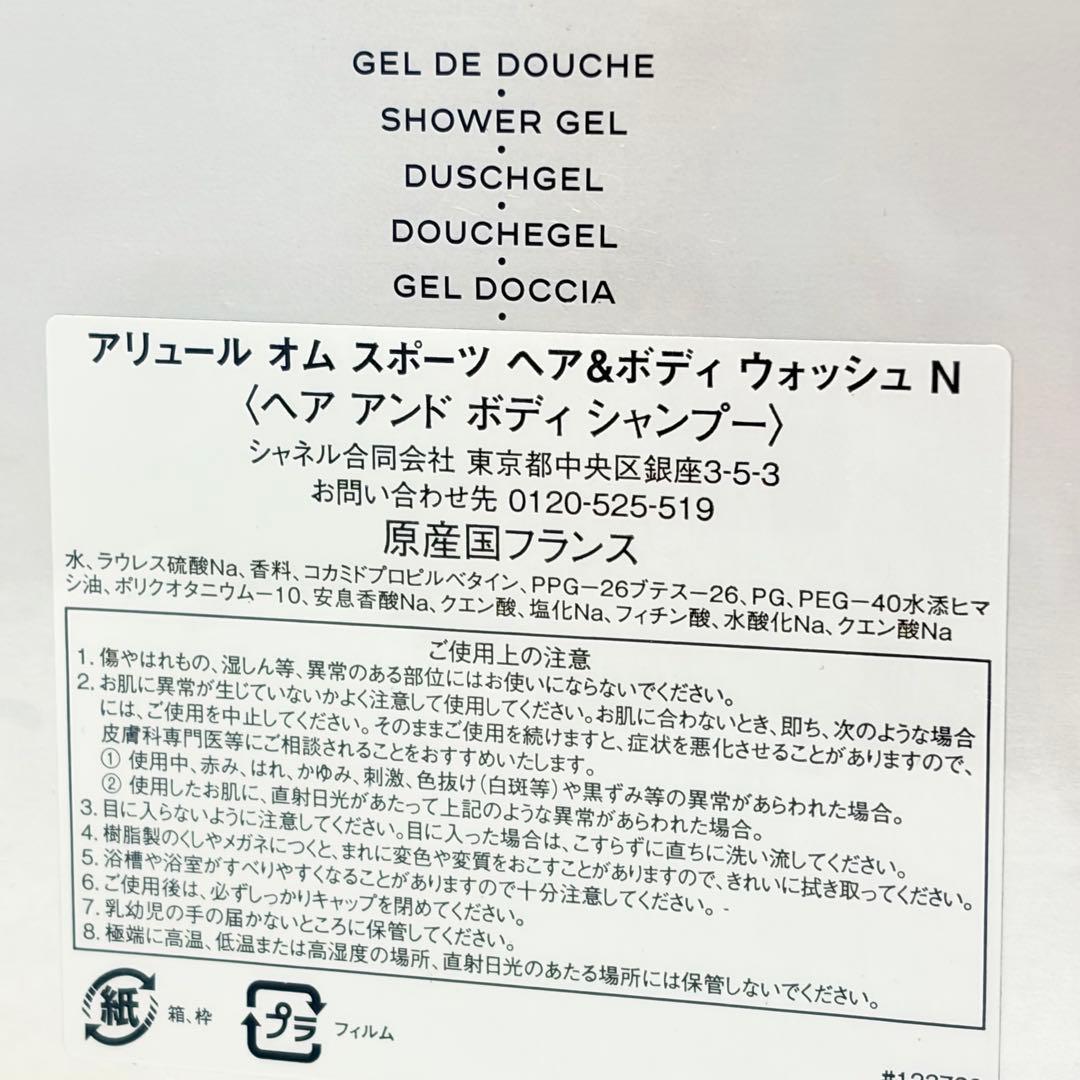 GEL DE DOUCHE
SHOWER GEL
DUSCHGEL
DOUCHEGEL
GEL DOCCIA
アリュール オム スポーツ ヘア&ボディ ウォッシュ N
〈ヘア アンド ボディ シャンプー〉
シャネル合同会社 東京都中央区銀座3-5-3
お問い合わせ先 0120-525-519
原産国フランス
水、ラウレス硫酸Na、香料、コカミドプロピルベタイン、PPG-26ブテス-26、PG、PEG-40水添ヒマ
シ油、ポリクオタニウム-10、安息香酸Na、クエン酸、塩化Na、フィチン酸、水酸化Na、クエン酸Na
ご使用上の注意
1. 傷やはれもの、湿しん等、異常のある部位にはお使いにならないでください。
2. お肌に異常が生じていないかよく注意して使用してください。お肌に合わないとき、即ち、次のような場合
には、ご使用を中止してください。そのままご使用を続けますと、症状を悪化させることがありますので、
皮膚科専門医等にご相談されることをおすすめいたします。
① 使用中、赤み、はれ、かゆみ、刺激、色抜け(白斑等)や黒ずみ等の異常があらわれた場合。
② 使用したお肌に、直射日光があたって上記のような異常があらわれた場合。
3. 目に入らないように注意してください。目に入った場合は、こすらずに直ちに洗い流してください。
4. 樹脂製のくしやメガネにつくと、まれに変色や変質をおこすことがありますので、きれいに拭き取ってください。
5. 浴槽や浴室がすべりやすくなることがありますので十分注意してください。
6. ご使用後は、必ずしっかりキャップを閉めてください。
7. 乳幼児の手の届かないところに保管してください。
8. 極端に高温、低温または高湿度の場所、直射日光のあたる場所には保管しないでください。
紙 箱、枠 プラ フィルム